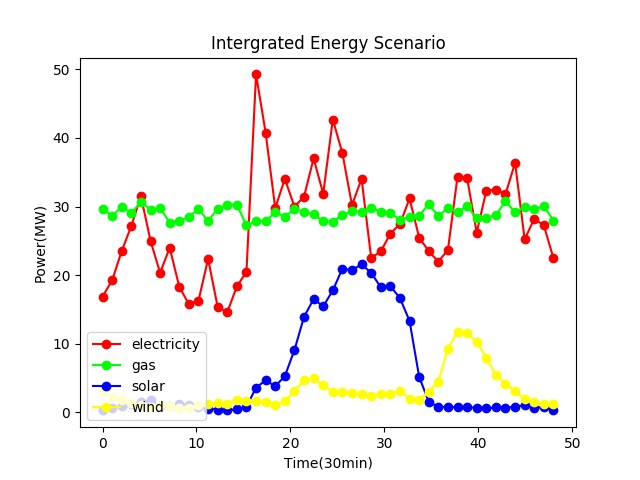 Intergrated Energy Scenario
50
40
30
20
10
0
Power(MW)
electricity
gas
solar
wind
0 10 20 30 40 50
Time(30min)